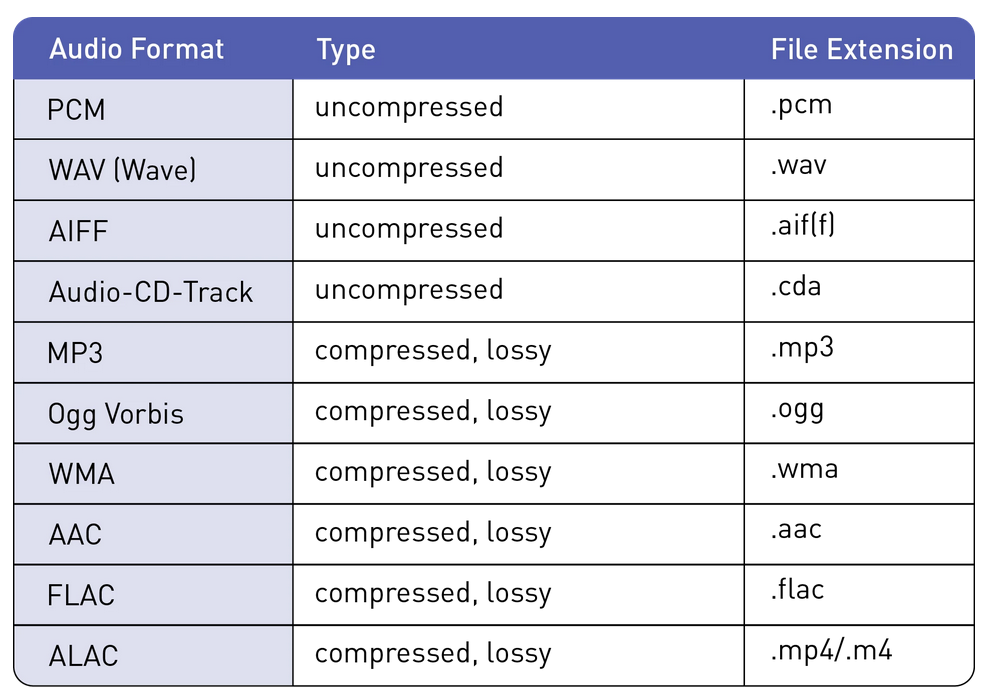 Audio Format Type File Extension
PCM uncompressed .pcm
WAV (Wave) uncompressed .wav
AIFF uncompressed .aif(f)
Audio-CD-Track uncompressed .cda
MP3 compressed, lossy .mp3
Ogg Vorbis compressed, lossy .ogg
WMA compressed, lossy .wma
AAC compressed, lossy .aac
FLAC compressed, lossy .flac
ALAC compressed, lossy .mp4/.m4